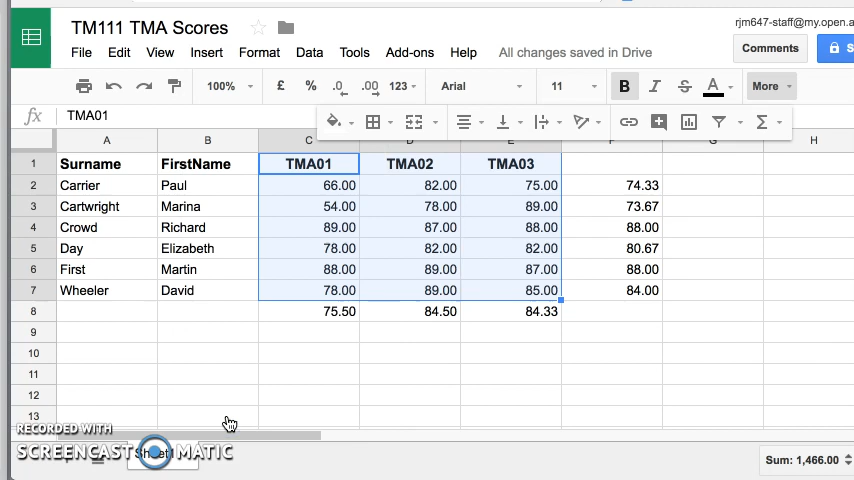 TM111 TMA Scores
rjm647-staff@my.open.a
File Edit View Insert Format Data Tools Add-ons Help All changes saved in Drive
Comments S
100% £ % .0 .00 123 Arial 11 B I S A More
fx TMA01
A B C D E F G H
1 Surname FirstName TMA01 TMA02 TMA03
2 Carrier Paul 66.00 82.00 75.00 74.33
3 Cartwright Marina 54.00 78.00 89.00 73.67
4 Crowd Richard 89.00 87.00 88.00 88.00
5 Day Elizabeth 78.00 82.00 82.00 80.67
6 First Martin 88.00 89.00 87.00 88.00
7 Wheeler David 78.00 89.00 85.00 84.00
8 75.50 84.50 84.33
9
10
11
12
13
RECORDED WITH
SCREENCAST MATIC
Sheet1
Sum: 1,466.00